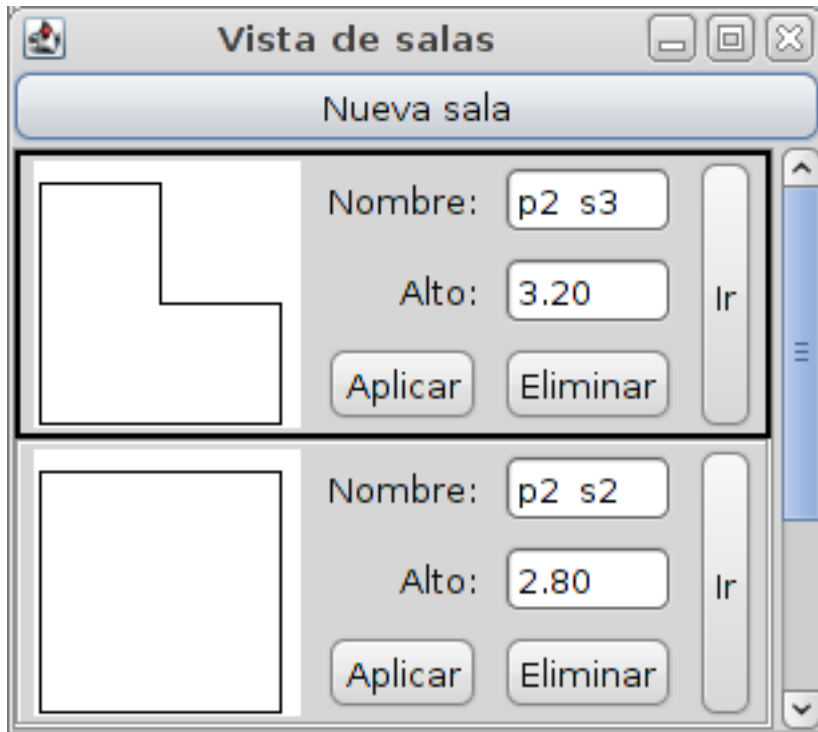 Vista de salas
Nueva sala
Nombre: p2 s3
Alto: 3.20
Aplicar Eliminar
Ir
Nombre: p2 s2
Alto: 2.80
Aplicar Eliminar
Ir